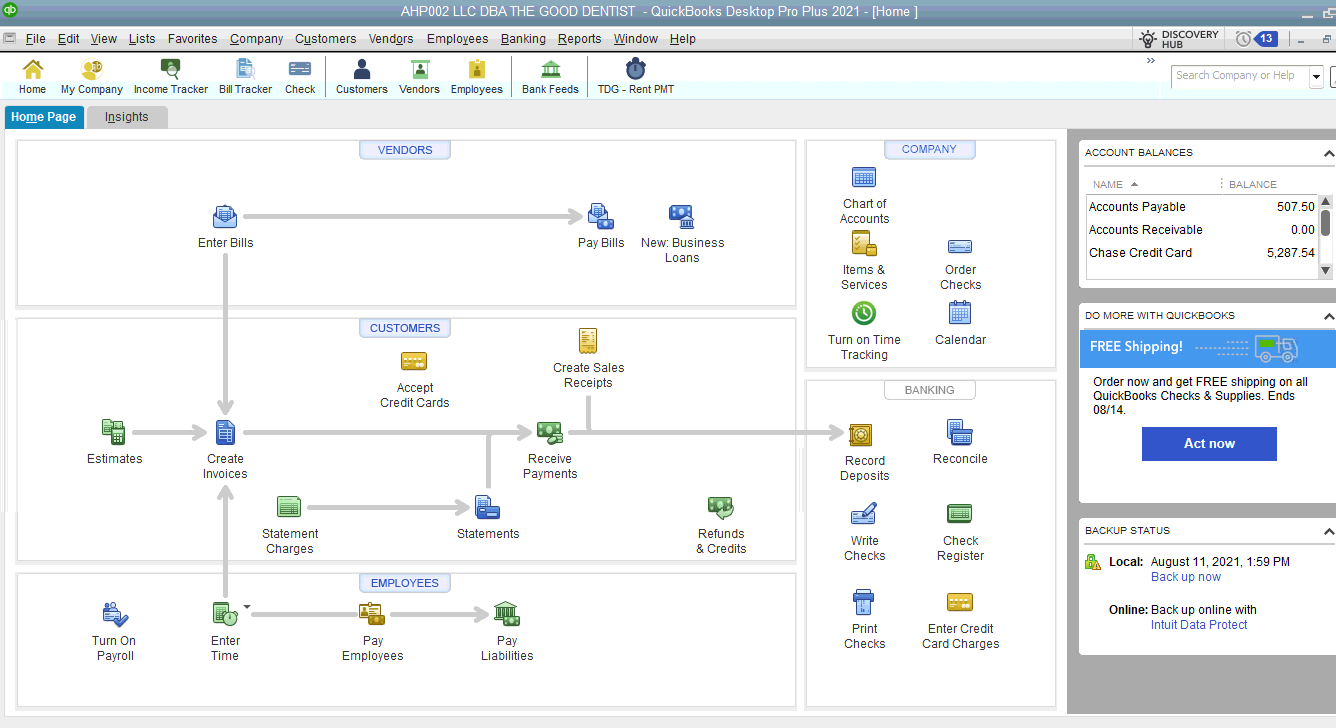 qb
AHP002 LLC DBA THE GOOD DENTIST - QuickBooks Desktop Pro Plus 2021 - [Home ]
File Edit View Lists Favorites Company Customers Vendors Employees Banking Reports Window Help
DISCOVERY
HUB
13
Home My Company Income Tracker Bill Tracker Check Customers Vendors Employees Bank Feeds TDG - Rent PMT
Search Company or Help
Home Page Insights
VENDORS
Enter Bills
Pay Bills
New: Business
Loans
CUSTOMERS
Accept
Credit Cards
Create Sales
Receipts
Estimates
Create
Invoices
Receive
Payments
Statement
Charges
Statements
Refunds
& Credits
EMPLOYEES
Turn On
Payroll
Enter
Time
Pay
Employees
Pay
Liabilities
COMPANY
Chart of
Accounts
Items &
Services
Order
Checks
Turn on Time
Tracking
Calendar
BANKING
Record
Deposits
Reconcile
Write
Checks
Check
Register
Print
Checks
Enter Credit
Card Charges
ACCOUNT BALANCES
NAME BALANCE
Accounts Payable 507.50
Accounts Receivable 0.00
Chase Credit Card 5,287.54
DO MORE WITH QUICKBOOKS
FREE Shipping!
Order now and get FREE shipping on all
QuickBooks Checks & Supplies. Ends
08/14.
Act now
BACKUP STATUS
Local: August 11, 2021, 1:59 PM
Back up now
Online: Back up online with
Intuit Data Protect